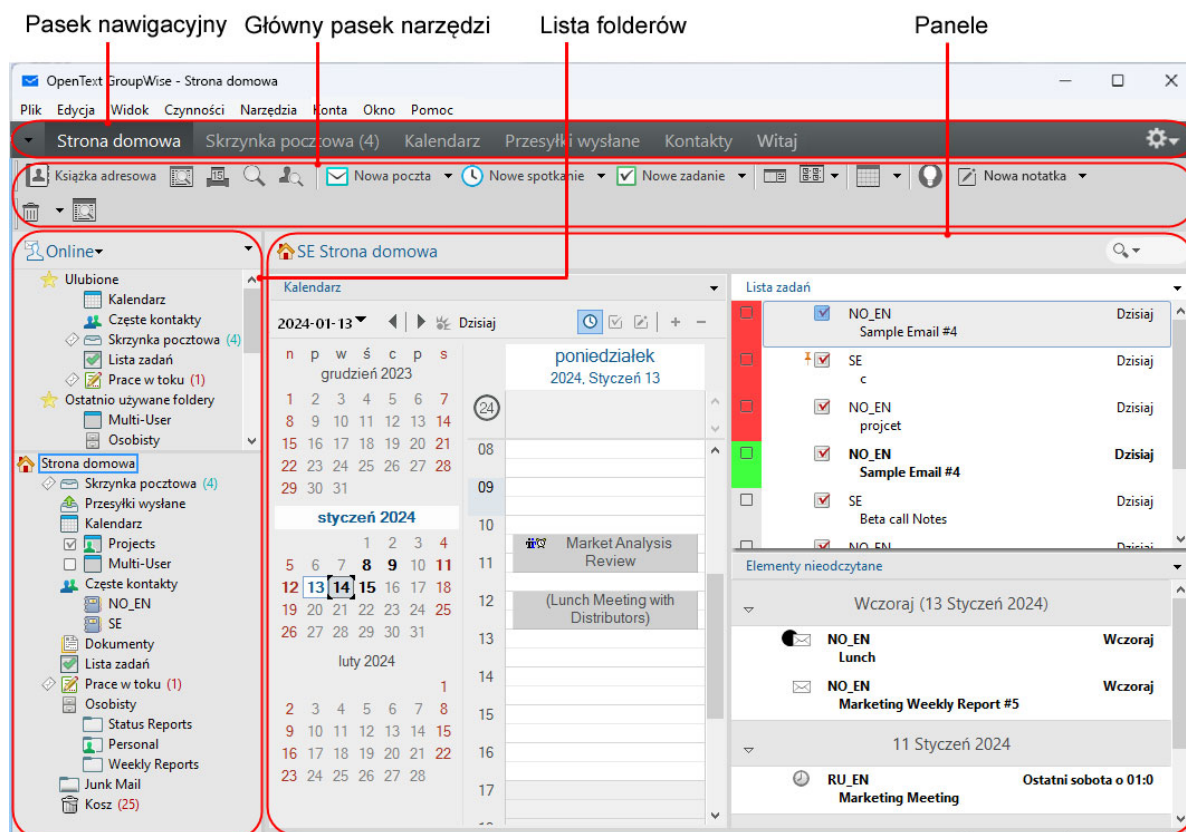 Pasek nawigacyjny Główny pasek narzędzi Lista folderów Panele
OpenText GroupWise - Strona domowa
Plik Edycja Widok Czynności Narzędzia Konta Okno Pomoc
Strona domowa Skrzynka pocztowa (4) Kalendarz Przesyłki wysłane Kontakty Witaj
Książka adresowa 15 Nowa poczta Nowe spotkanie Nowe zadanie Nowa notatka
Online
Ulubione
Kalendarz
Częste kontakty
Skrzynka pocztowa (4)
Lista zadań
Prace w toku (1)
Ostatnio używane foldery
Multi-User
Osobisty
Strona domowa
Skrzynka pocztowa (4)
Przesyłki wysłane
Kalendarz
Projects
Multi-User
Częste kontakty
NO_EN
SE
Dokumenty
Lista zadań
Prace w toku (1)
Osobisty
Status Reports
Personal
Weekly Reports
Junk Mail
Kosz (25)
SE Strona domowa
Kalendarz
2024-01-13 Dzisiaj
n p w ś c p s
grudzień 2023
1 2 3 4 5 6 7
8 9 10 11 12 13 14
15 16 17 18 19 20 21
22 23 24 25 26 27 28
29 30 31
styczeń 2024
1 2 3 4
5 6 7 8 9 10 11
12 13 14 15 16 17 18
19 20 21 22 23 24 25
26 27 28 29 30 31
luty 2024
1
2 3 4 5 6 7 8
9 10 11 12 13 14 15
16 17 18 19 20 21 22
23 24 25 26 27 28
poniedziałek
2024, Styczeń 13
24
08
09
10
Market Analysis
11 Review
12 (Lunch Meeting with
Distributors)
13
14
15
16
17
Lista zadań
NO_EN Dzisiaj
Sample Email #4
SE Dzisiaj
c
NO_EN Dzisiaj
projcet
NO_EN Dzisiaj
Sample Email #4
SE Dzisiaj
Beta call Notes
NO_EN Dzisiaj
Elementy nieodczytane
Wczoraj (13 Styczeń 2024)
NO_EN Wczoraj
Lunch
NO_EN Wczoraj
Marketing Weekly Report #5
11 Styczeń 2024
RU_EN Ostatni sobota o 01:0
Marketing Meeting